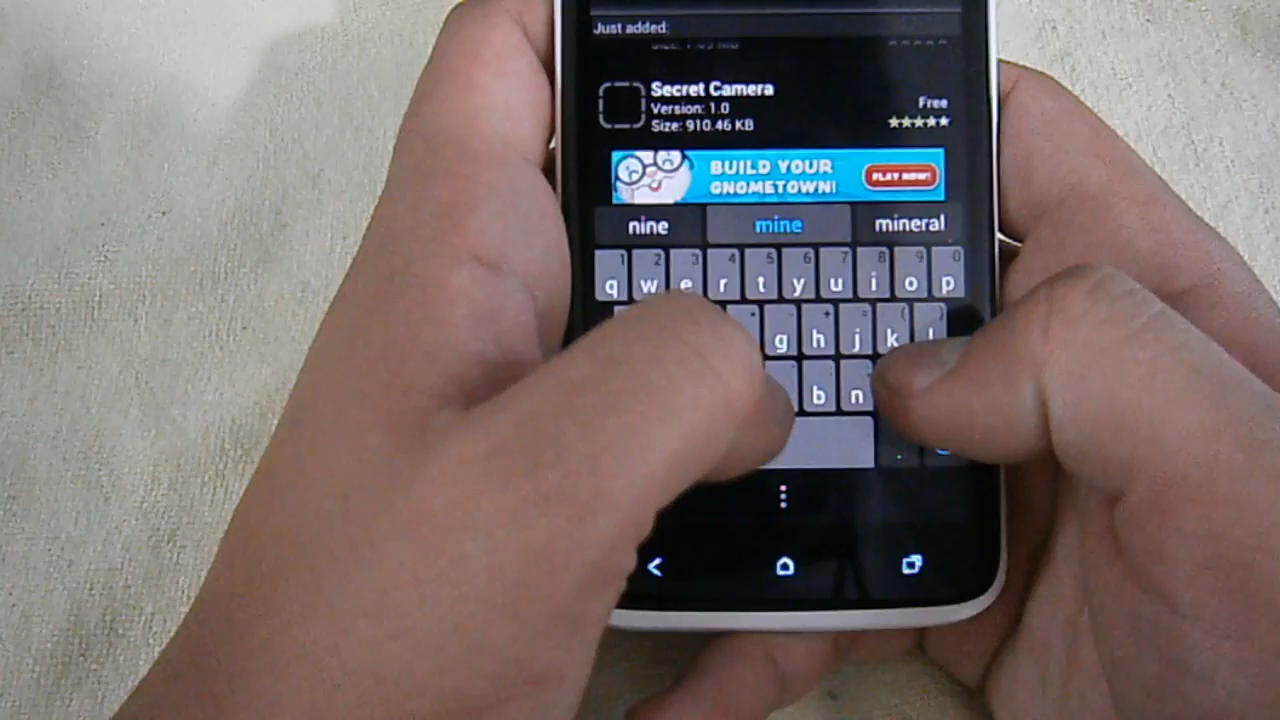 Just added:
Secret Camera
Version: 1.0
Free
Size: 910.46 KB
BUILD YOUR
GNOMETOWN!
PLAY NOW!
nine mine mineral
1 2 3 4 5 6 7 8 9 0
q w e r t y u i o p
g h j k l
b n